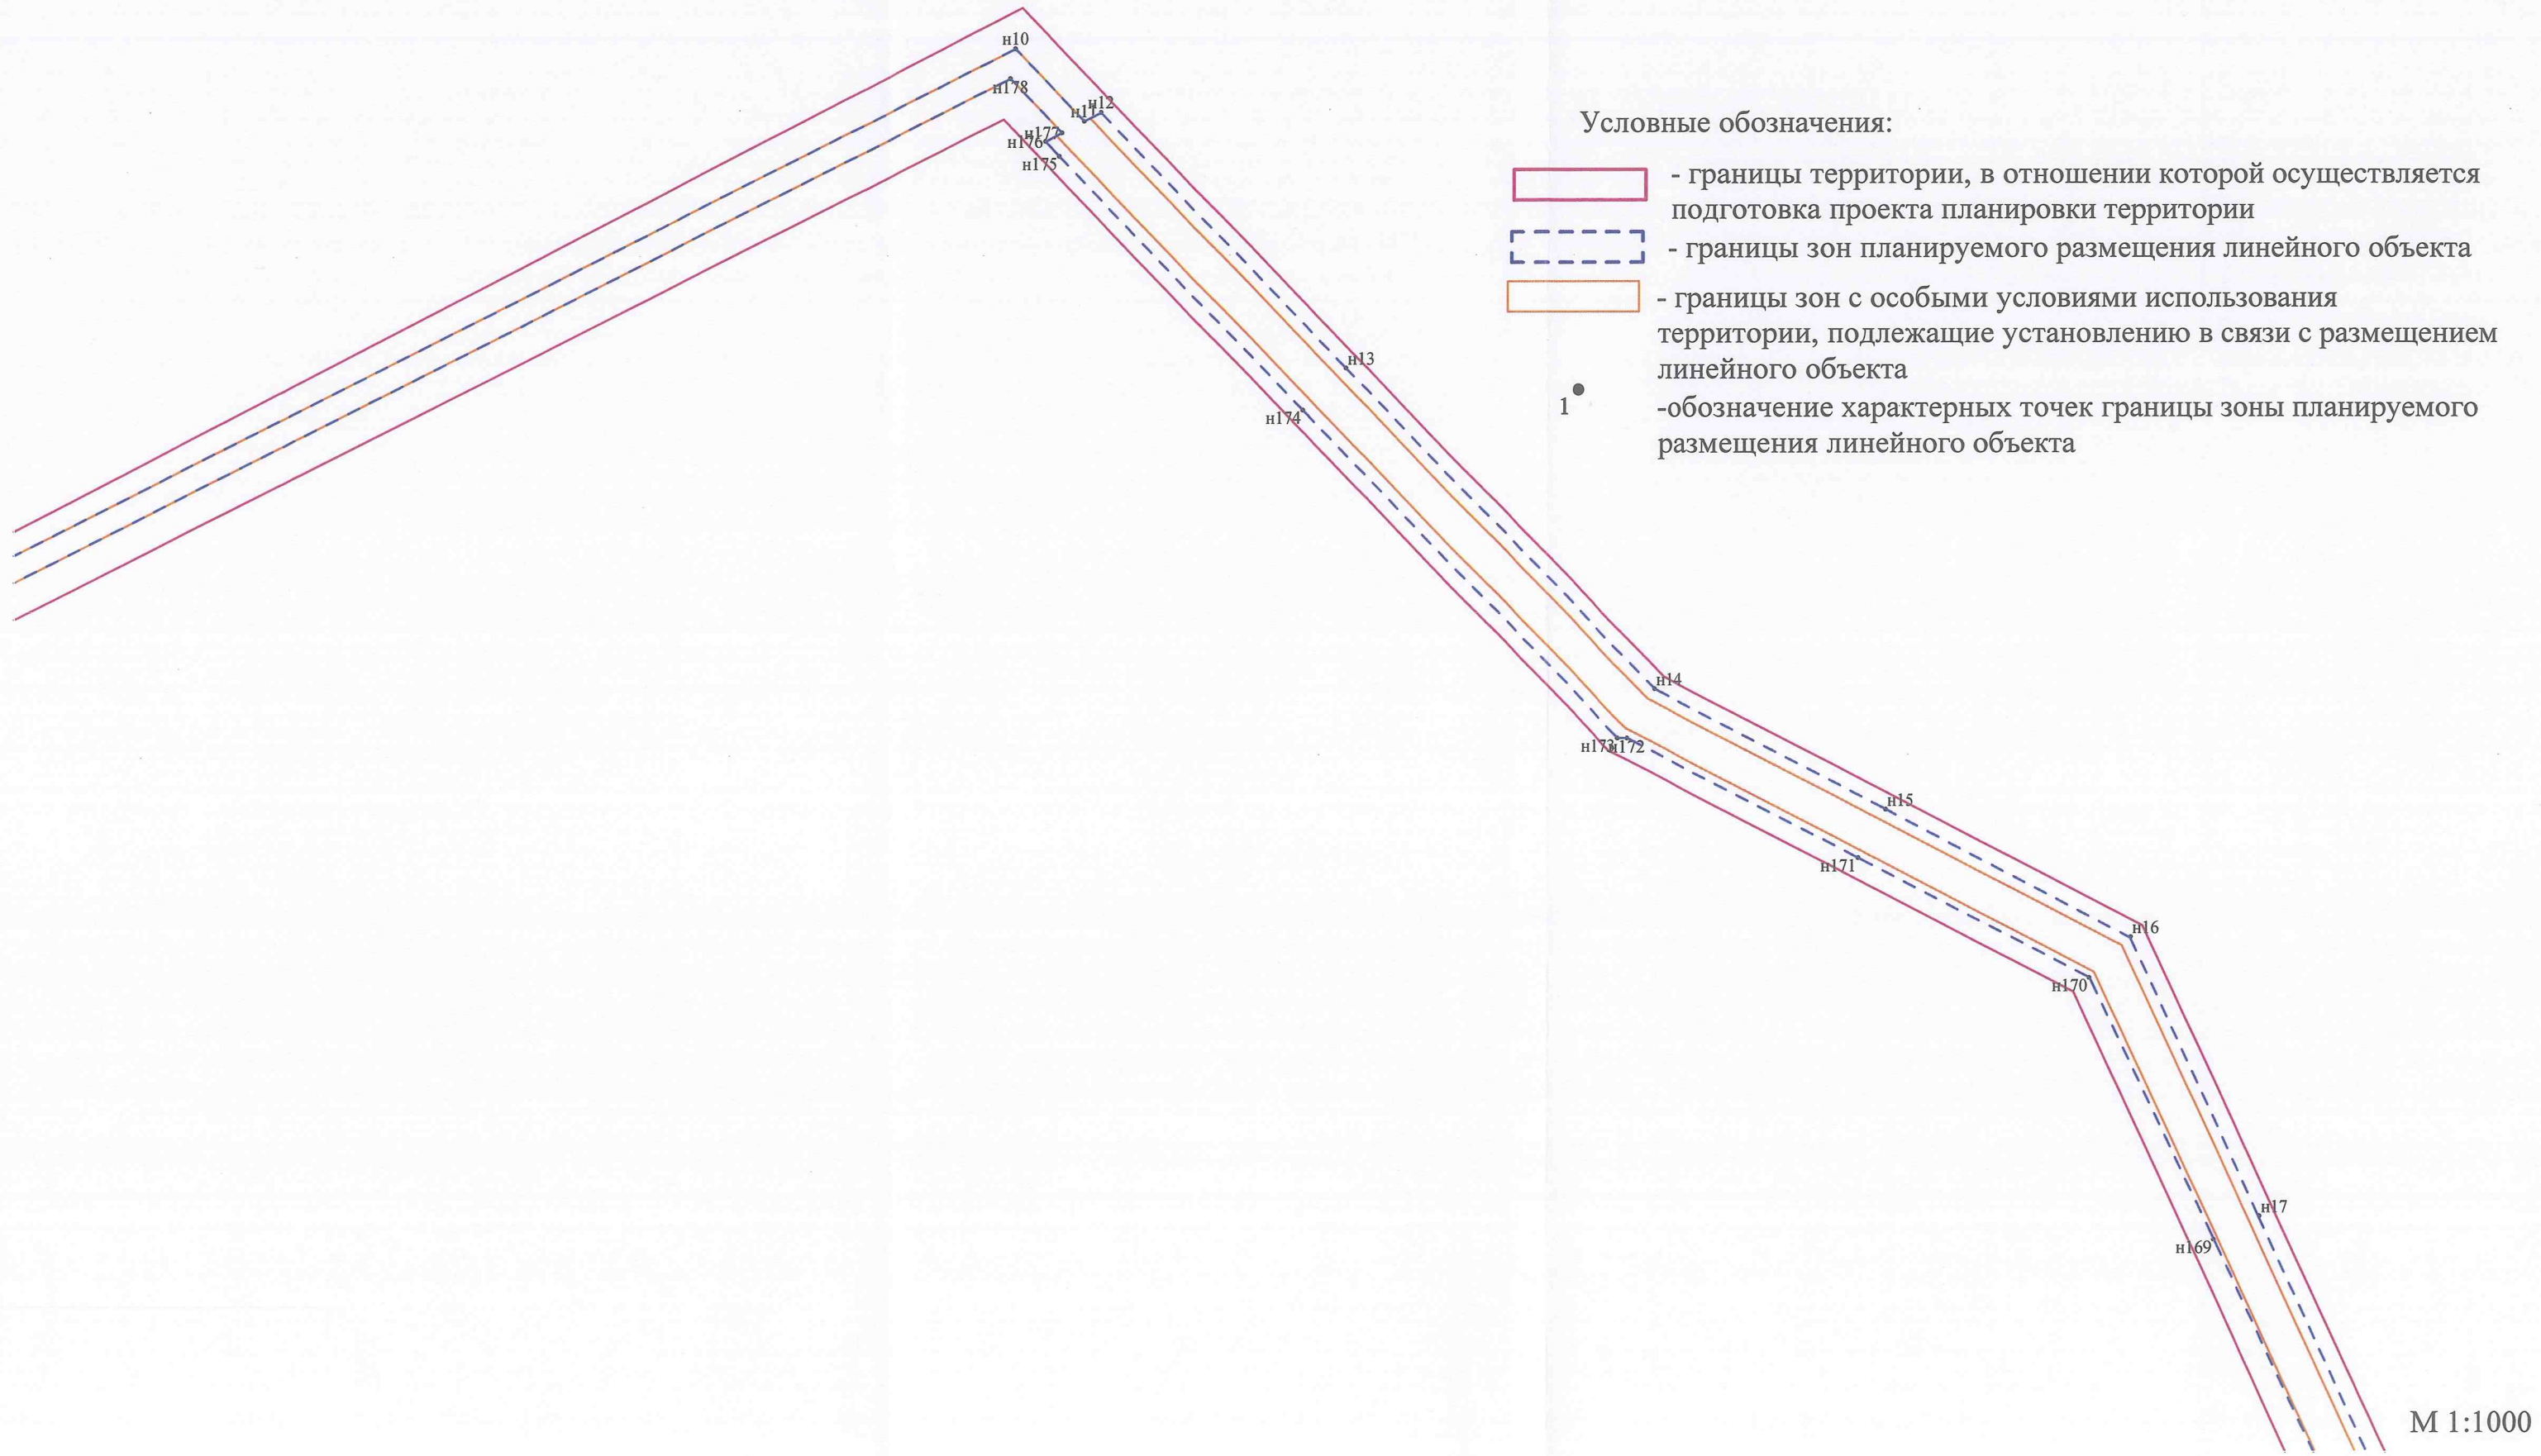 н10
н178
н12
н11
н177
н176
н175
Условные обозначения:
- границы территории, в отношении которой осуществляется
подготовка проекта планировки территории
- границы зон планируемого размещения линейного объекта
- границы зон с особыми условиями использования
территории, подлежащие установлению в связи с размещением
линейного объекта
1
-обозначение характерных точек границы зоны планируемого
размещения линейного объекта
н13
н174
н14
н173
н172
н15
н171
н16
н170
н17
н169
М 1:1000